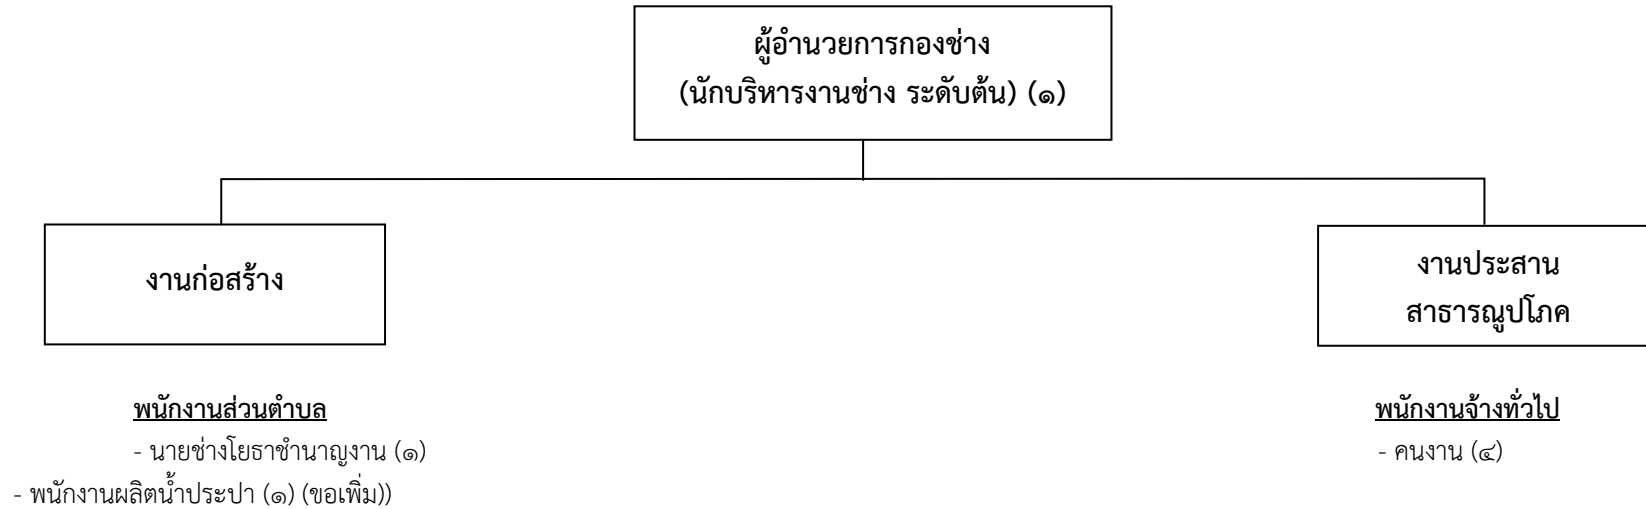 ผู้อำนวยการกองช่าง
(นักบริหารงานช่าง ระดับต้น) (๑)
งานก่อสร้าง
งานประสาน
สาธารณูปโภค
พนักงานส่วนตำบล
- นายช่างโยธาชำนาญงาน (๑)
- พนักงานผลิตน้ำประปา (๑) (ขอเพิ่ม))
พนักงานจ้างทั่วไป
- คนงาน (๔)